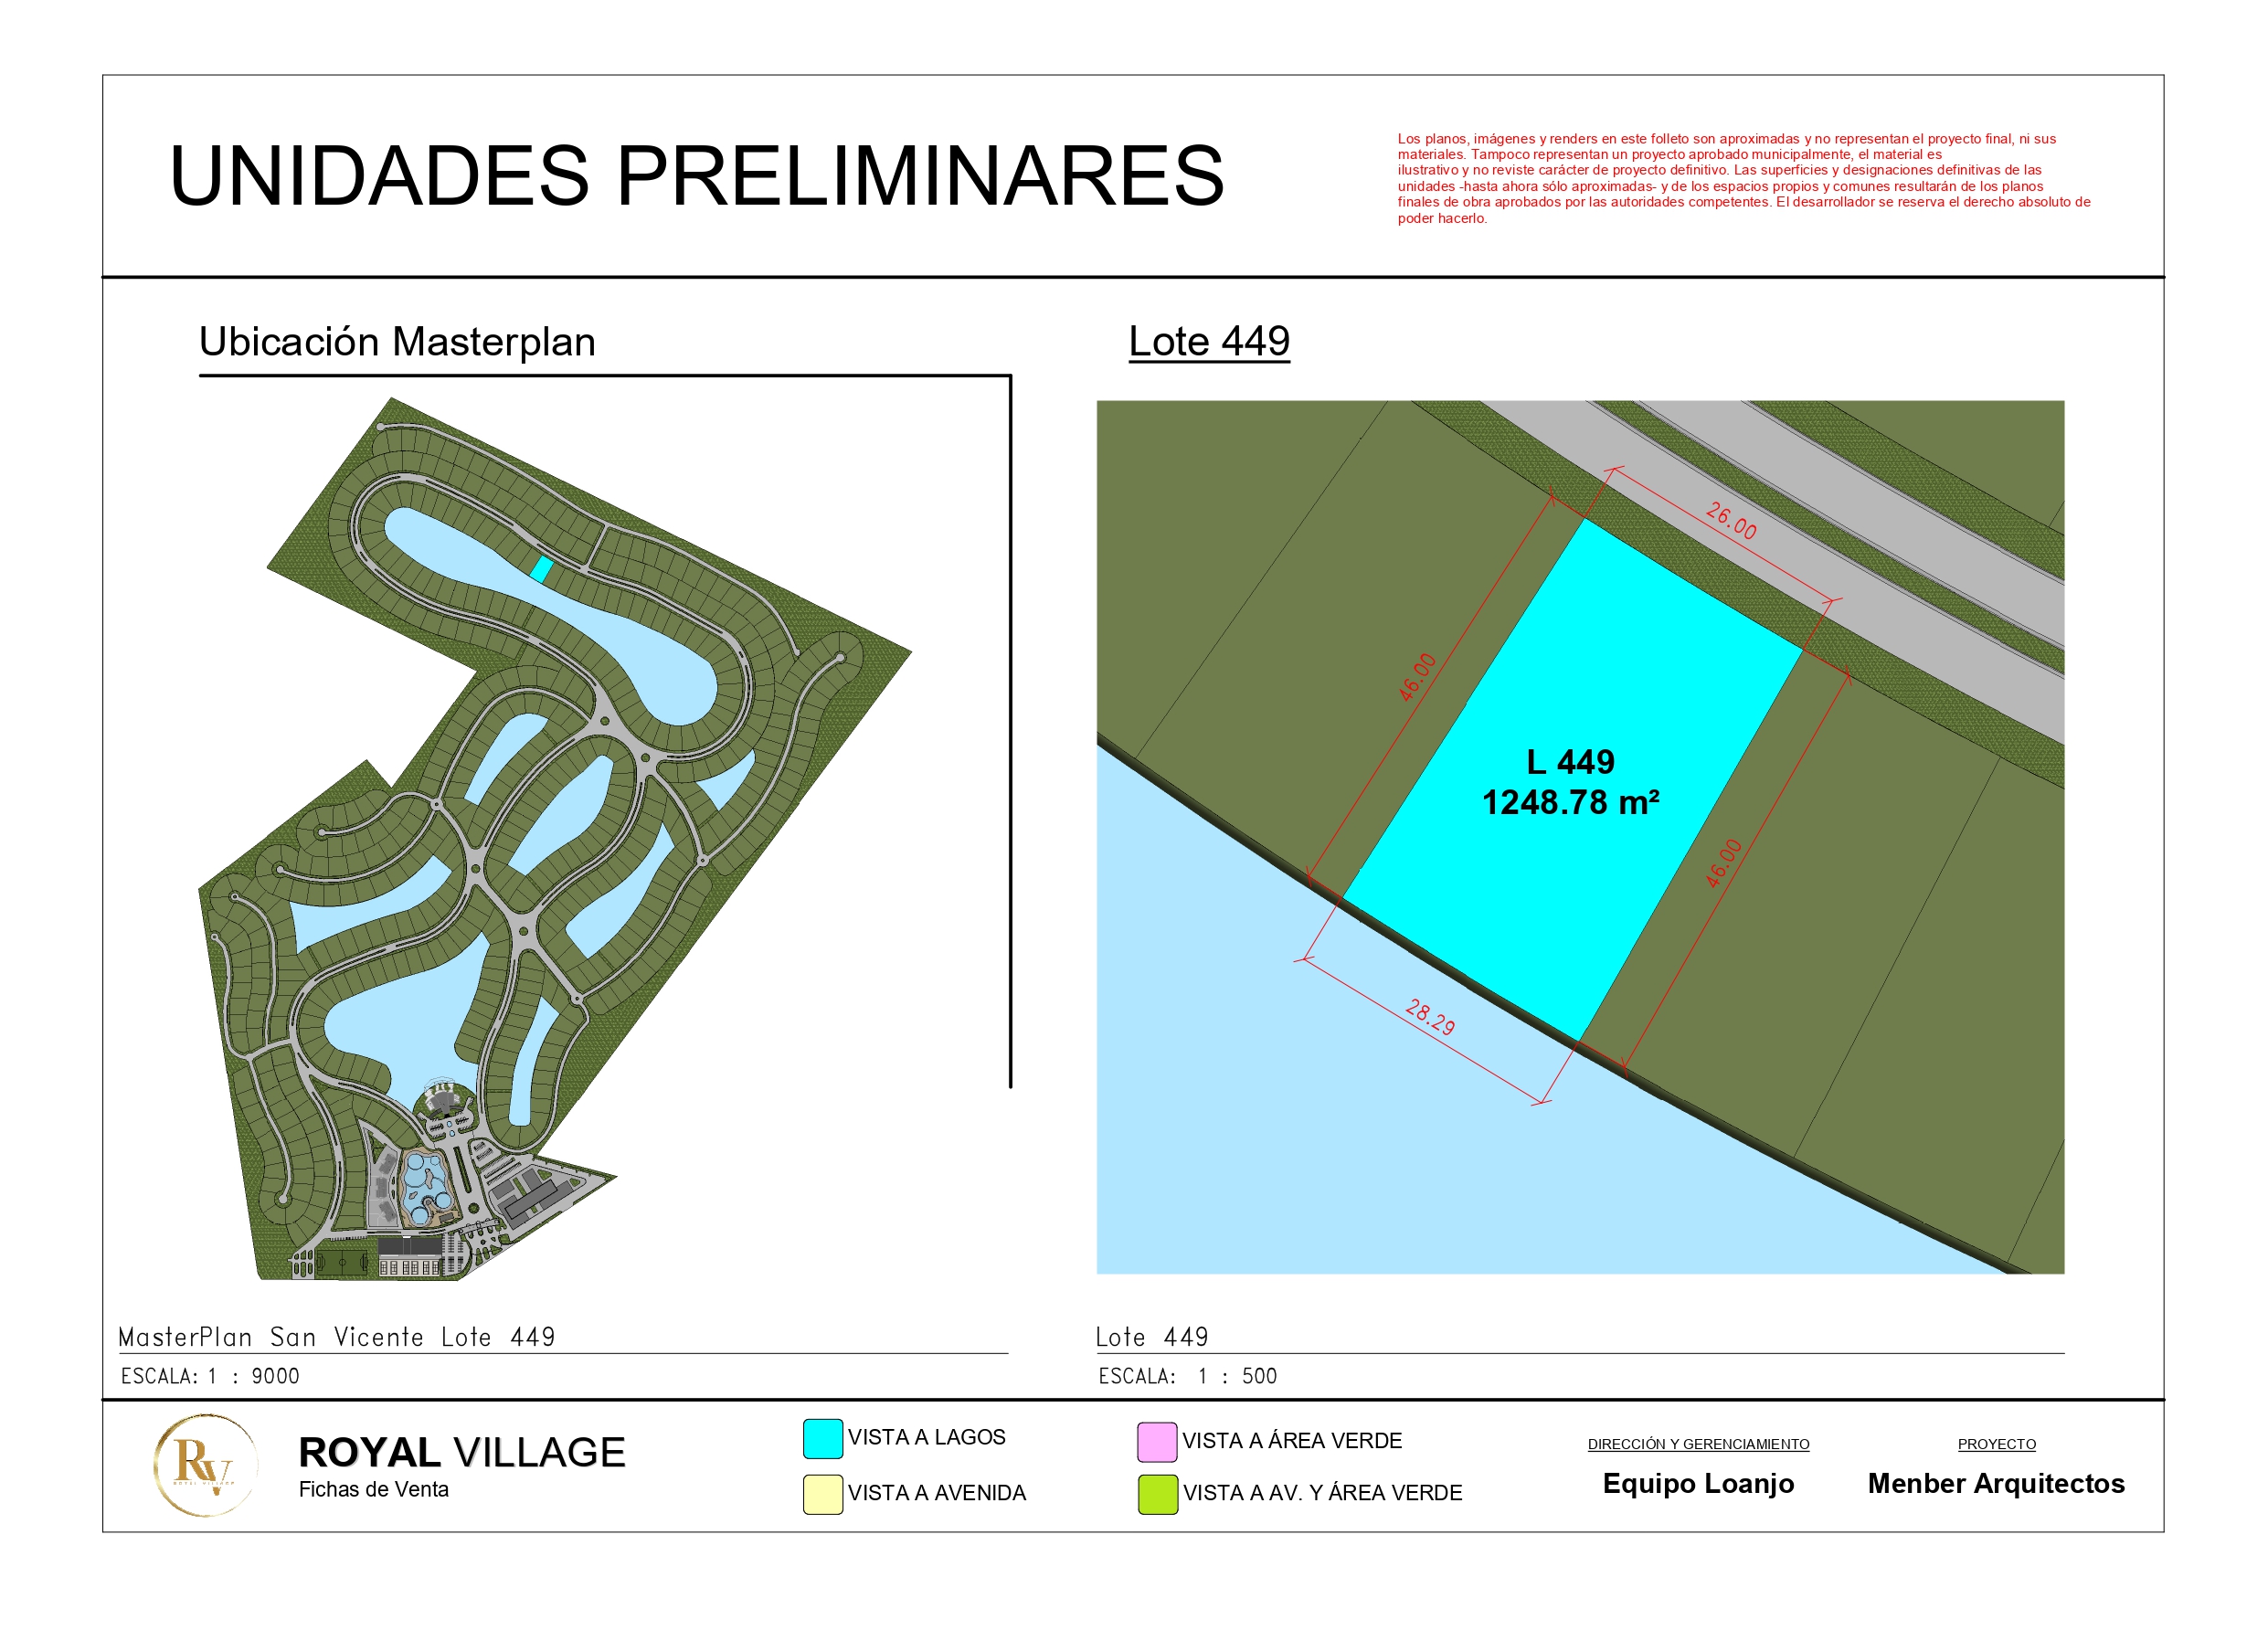 UNIDADES PRELIMINARES
Los planos, imágenes y renders en este folleto son aproximadas y no representan el proyecto final, ni sus
materiales. Tampoco representan un proyecto aprobado municipalmente, el material es
ilustrativo y no reviste carácter de proyecto definitivo. Las superficies y designaciones definitivas de las
unidades -hasta ahora sólo aproximadas- y de los espacios propios y comunes resultarán de los planos
finales de obra aprobados por las autoridades competentes. El desarrollador se reserva el derecho absoluto de
poder hacerlo.
Ubicación Masterplan
Lote 449
26.00
46.00
L 449
1248.78 m²
46.00
28.29
MasterPlan San Vicente Lote 449
ESCALA: 1 : 9000
Lote 449
ESCALA: 1 : 500
RV
ROYAL VILLAGE
ROYAL VILLAGE
Fichas de Venta
VISTA A LAGOS
VISTA A AVENIDA
VISTA A ÁREA VERDE
VISTA A AV. Y ÁREA VERDE
DIRECCIÓN Y GERENCIAMIENTO
Equipo Loanjo
PROYECTO
Menber Arquitectos